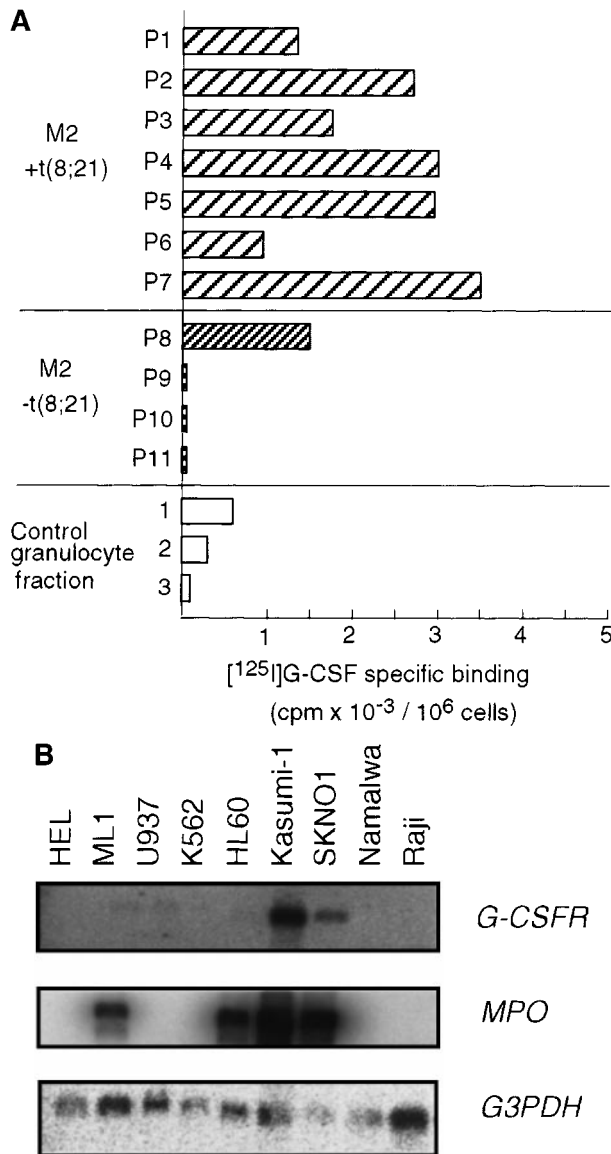 A
P1
P2
P3
M2
+t(8;21)
P4
P5
P6
P7
P8
M2
-t(8;21)
P9
P10
P11
Control
granulocyte
fraction
1
2
3
1 2 3 4 5
[¹²⁵I]G-CSF specific binding
(cpm x 10⁻³ / 10⁶ cells)
B
HEL ML1 U937 K562 HL60 Kasumi-1 SKNO1 Namalwa Raji
G-CSFR
MPO
G3PDH